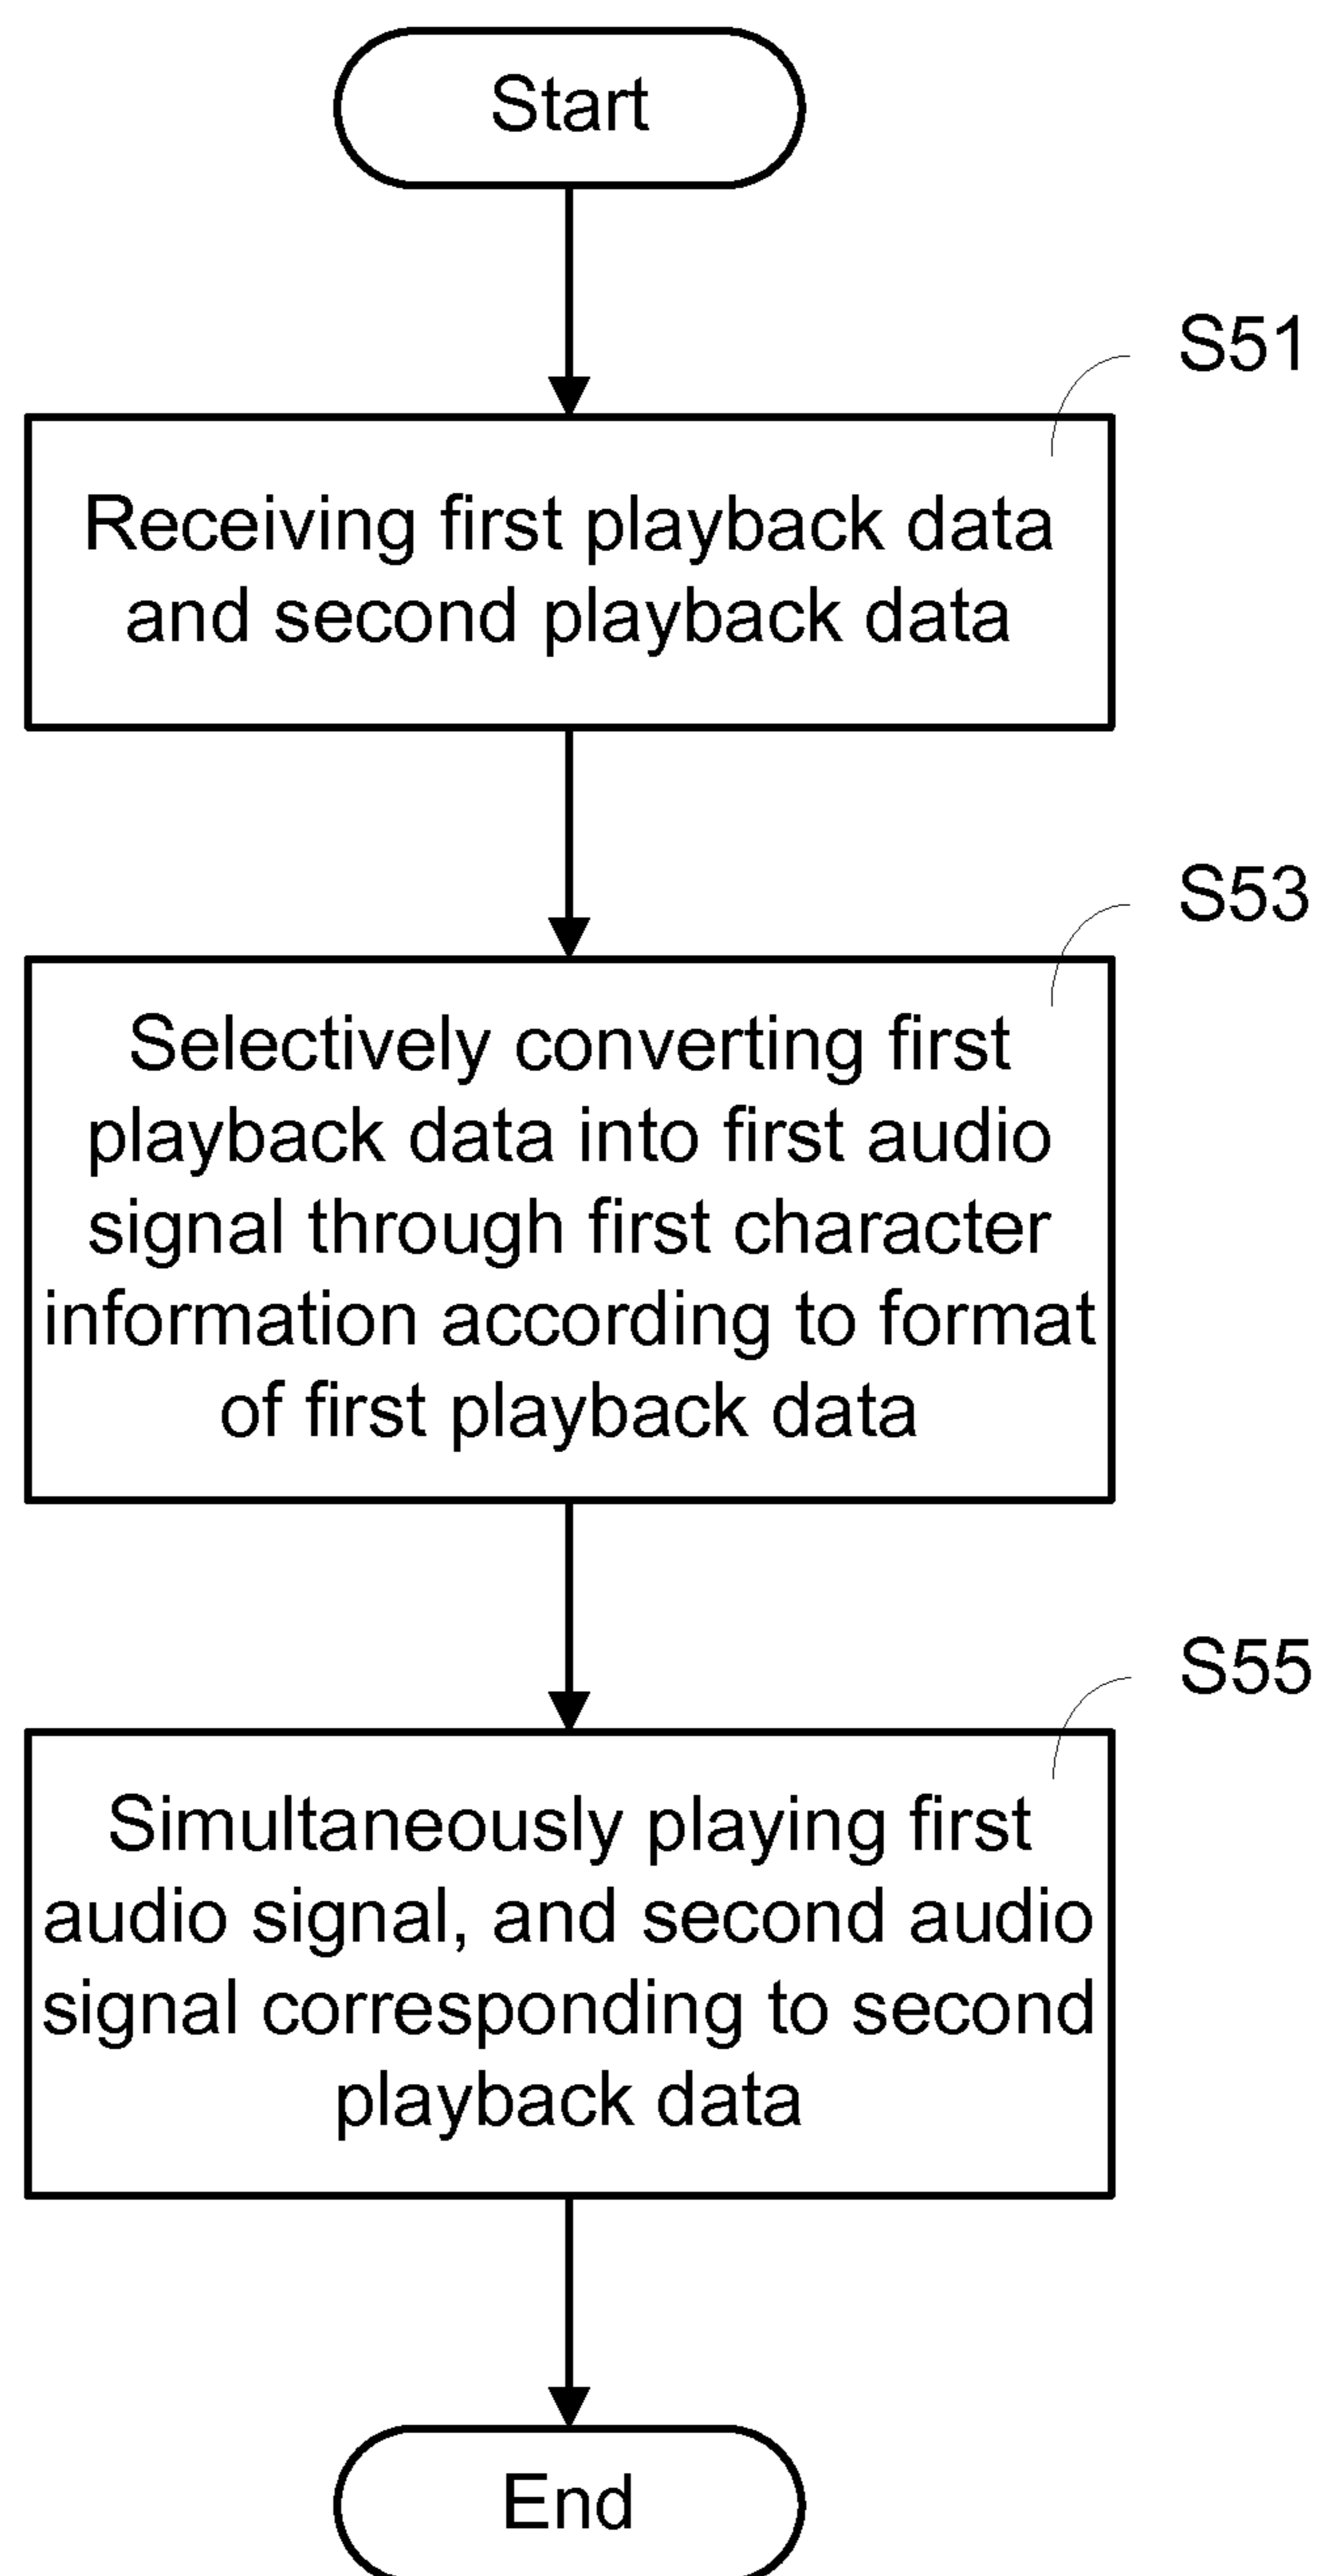 Start
S51
Receiving first playback data
and second playback data
S53
Selectively converting first
playback data into first audio
signal through first character
information according to format
of first playback data
S55
Simultaneously playing first
audio signal, and second audio
signal corresponding to second
playback data
End